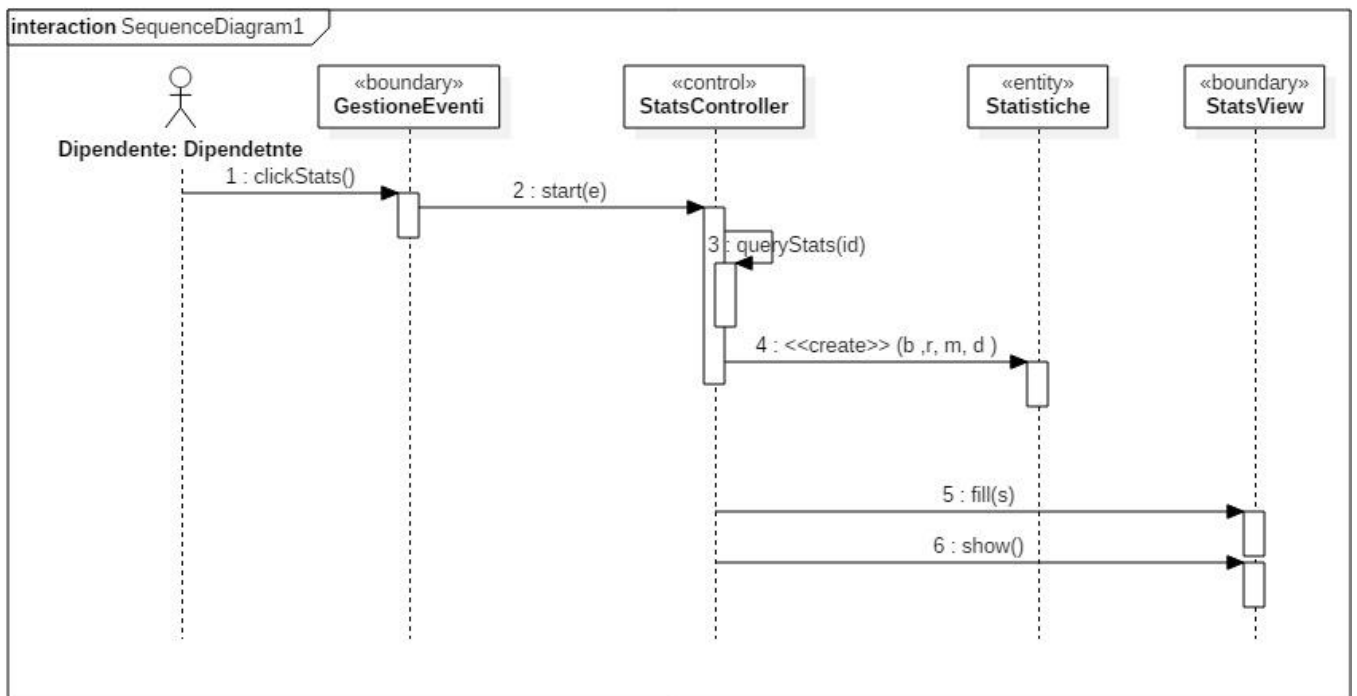 interaction SequenceDiagram1
«boundary»
GestioneEventi
«control»
StatsController
«entity»
Statistiche
«boundary»
StatsView
Dipendente: Dipendetnte
1 : clickStats()
2 : start(e)
3 : queryStats(id)
4 : <<create>> (b ,r, m, d )
5 : fill(s)
6 : show()